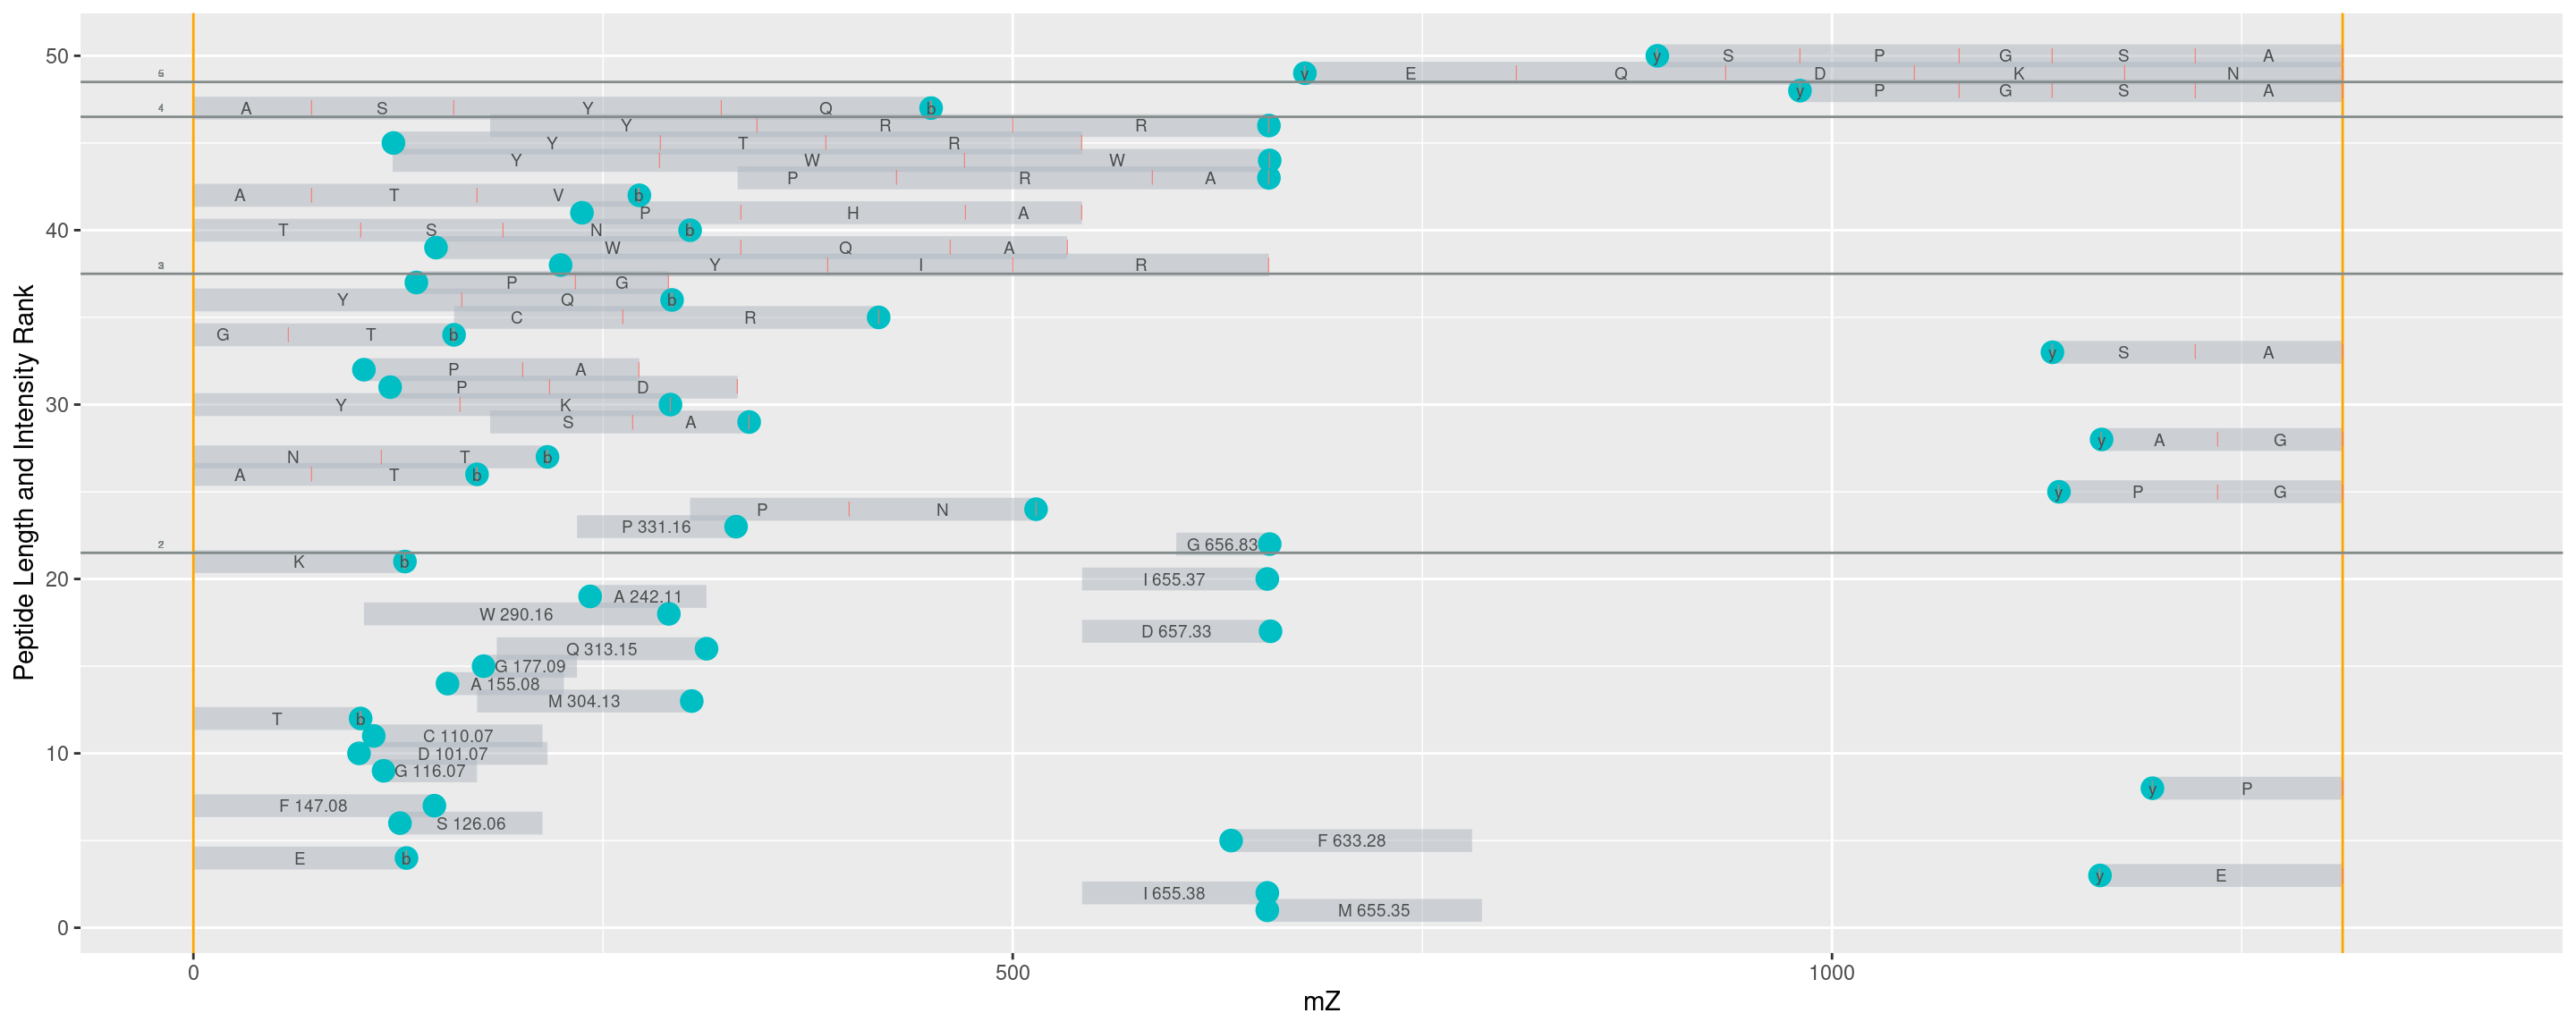 50
y S P G S A
5
y E Q D K N
y P G S A
4
A S Y Q b
Y R R
Y T R
Y W W
P R A
A T V b
P H A
40
T S N b
W Q A
3
Y I R
P G
Y Q b
C R
G T b
y S A
P A
P D
30
Y K
S A
y A G
N T b
A T b
y P G
P N
P 331.16
2
G 656.83
K b
20
I 655.37
A 242.11
W 290.16
D 657.33
Q 313.15
G 177.09
A 155.08
M 304.13
T b
C 110.07
10
D 101.07
G 116.07
y P
F 147.08
S 126.06
F 633.28
E b
y E
I 655.38
M 655.35
0
0 500 1000
mZ
Peptide Length and Intensity Rank